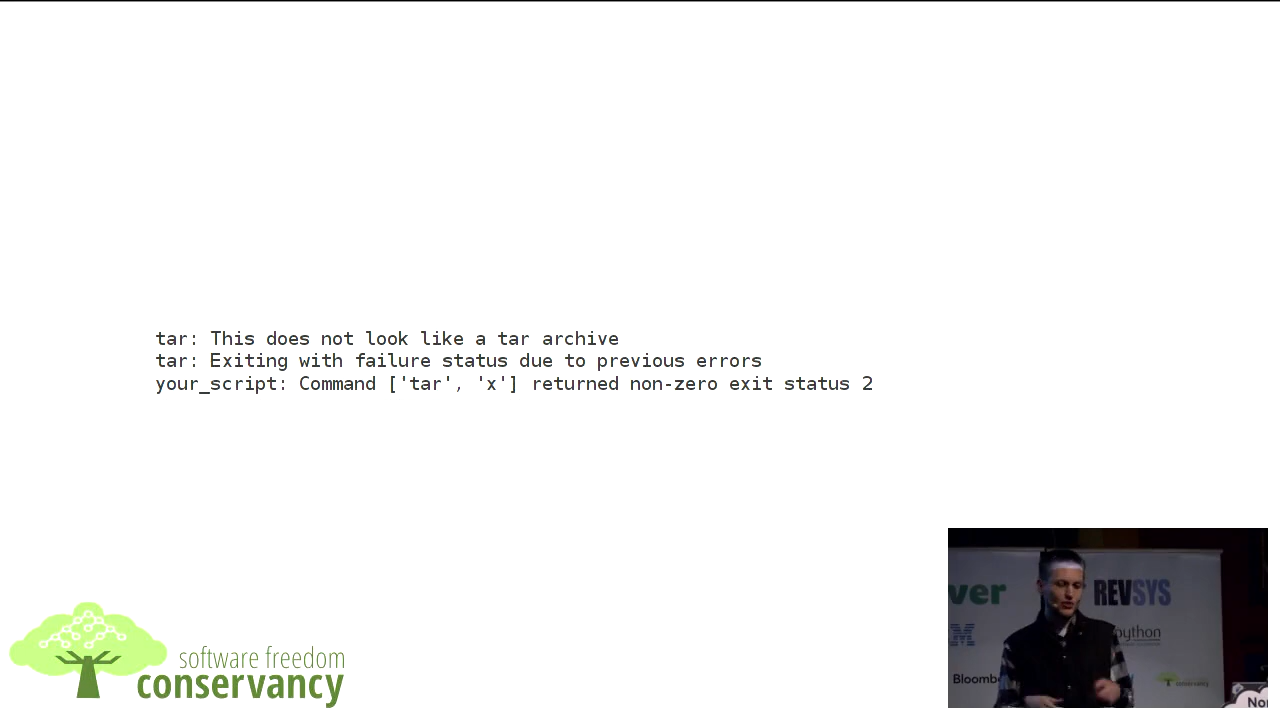 tar: This does not look like a tar archive
tar: Exiting with failure status due to previous errors
your_script: Command ['tar', 'x'] returned non-zero exit status 2
software freedom
conservancy
REVSYS
python
conservancy